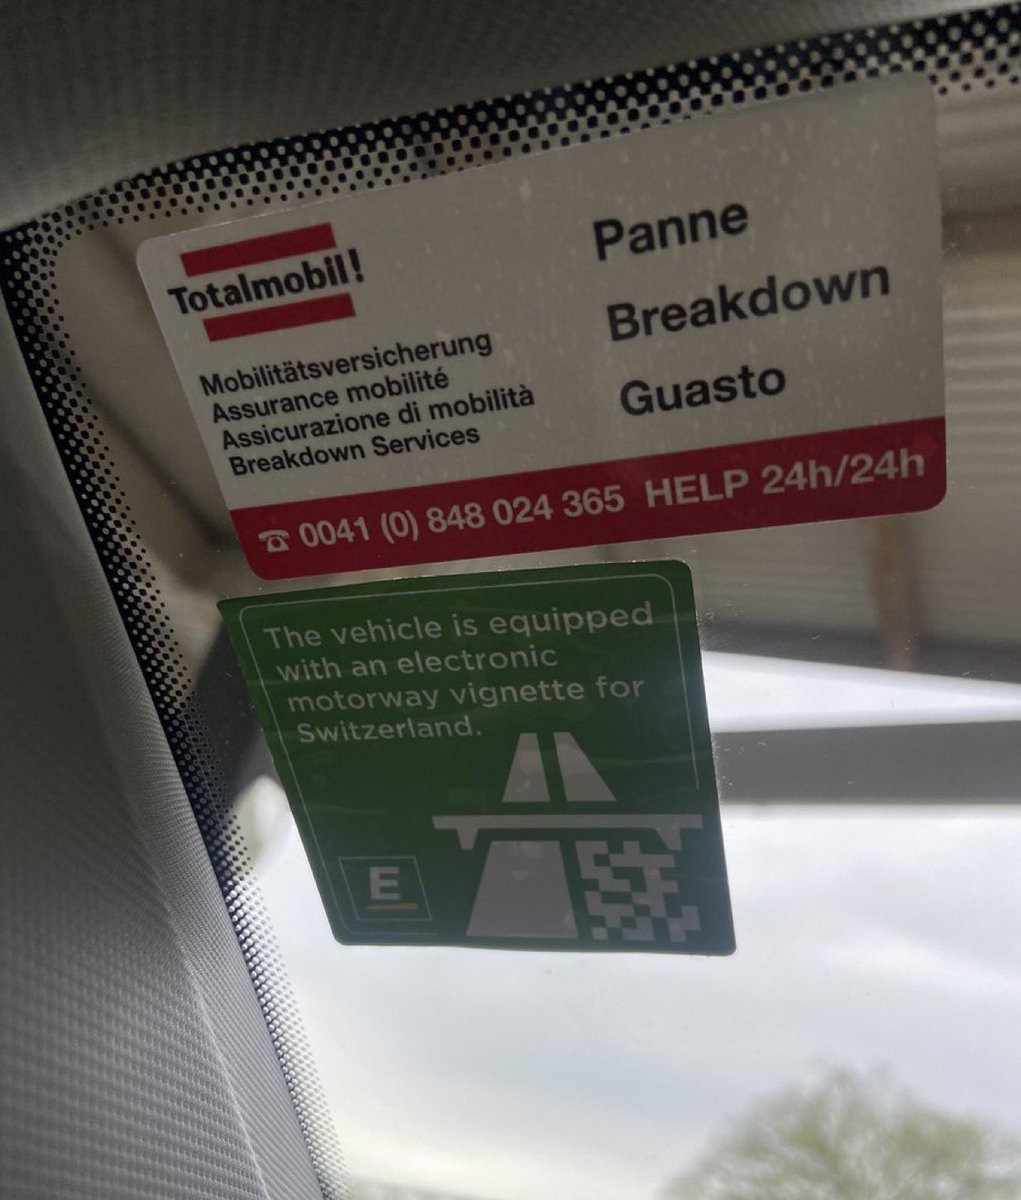 Totalmobil!
Mobilitätsversicherung
Assurance mobilité
Assicurazione di mobilità
Breakdown Services
Panne
Breakdown
Guasto
☎ 0041 (0) 848 024 365 HELP 24h/24h
The vehicle is equipped
with an electronic
motorway vignette for
Switzerland.
E